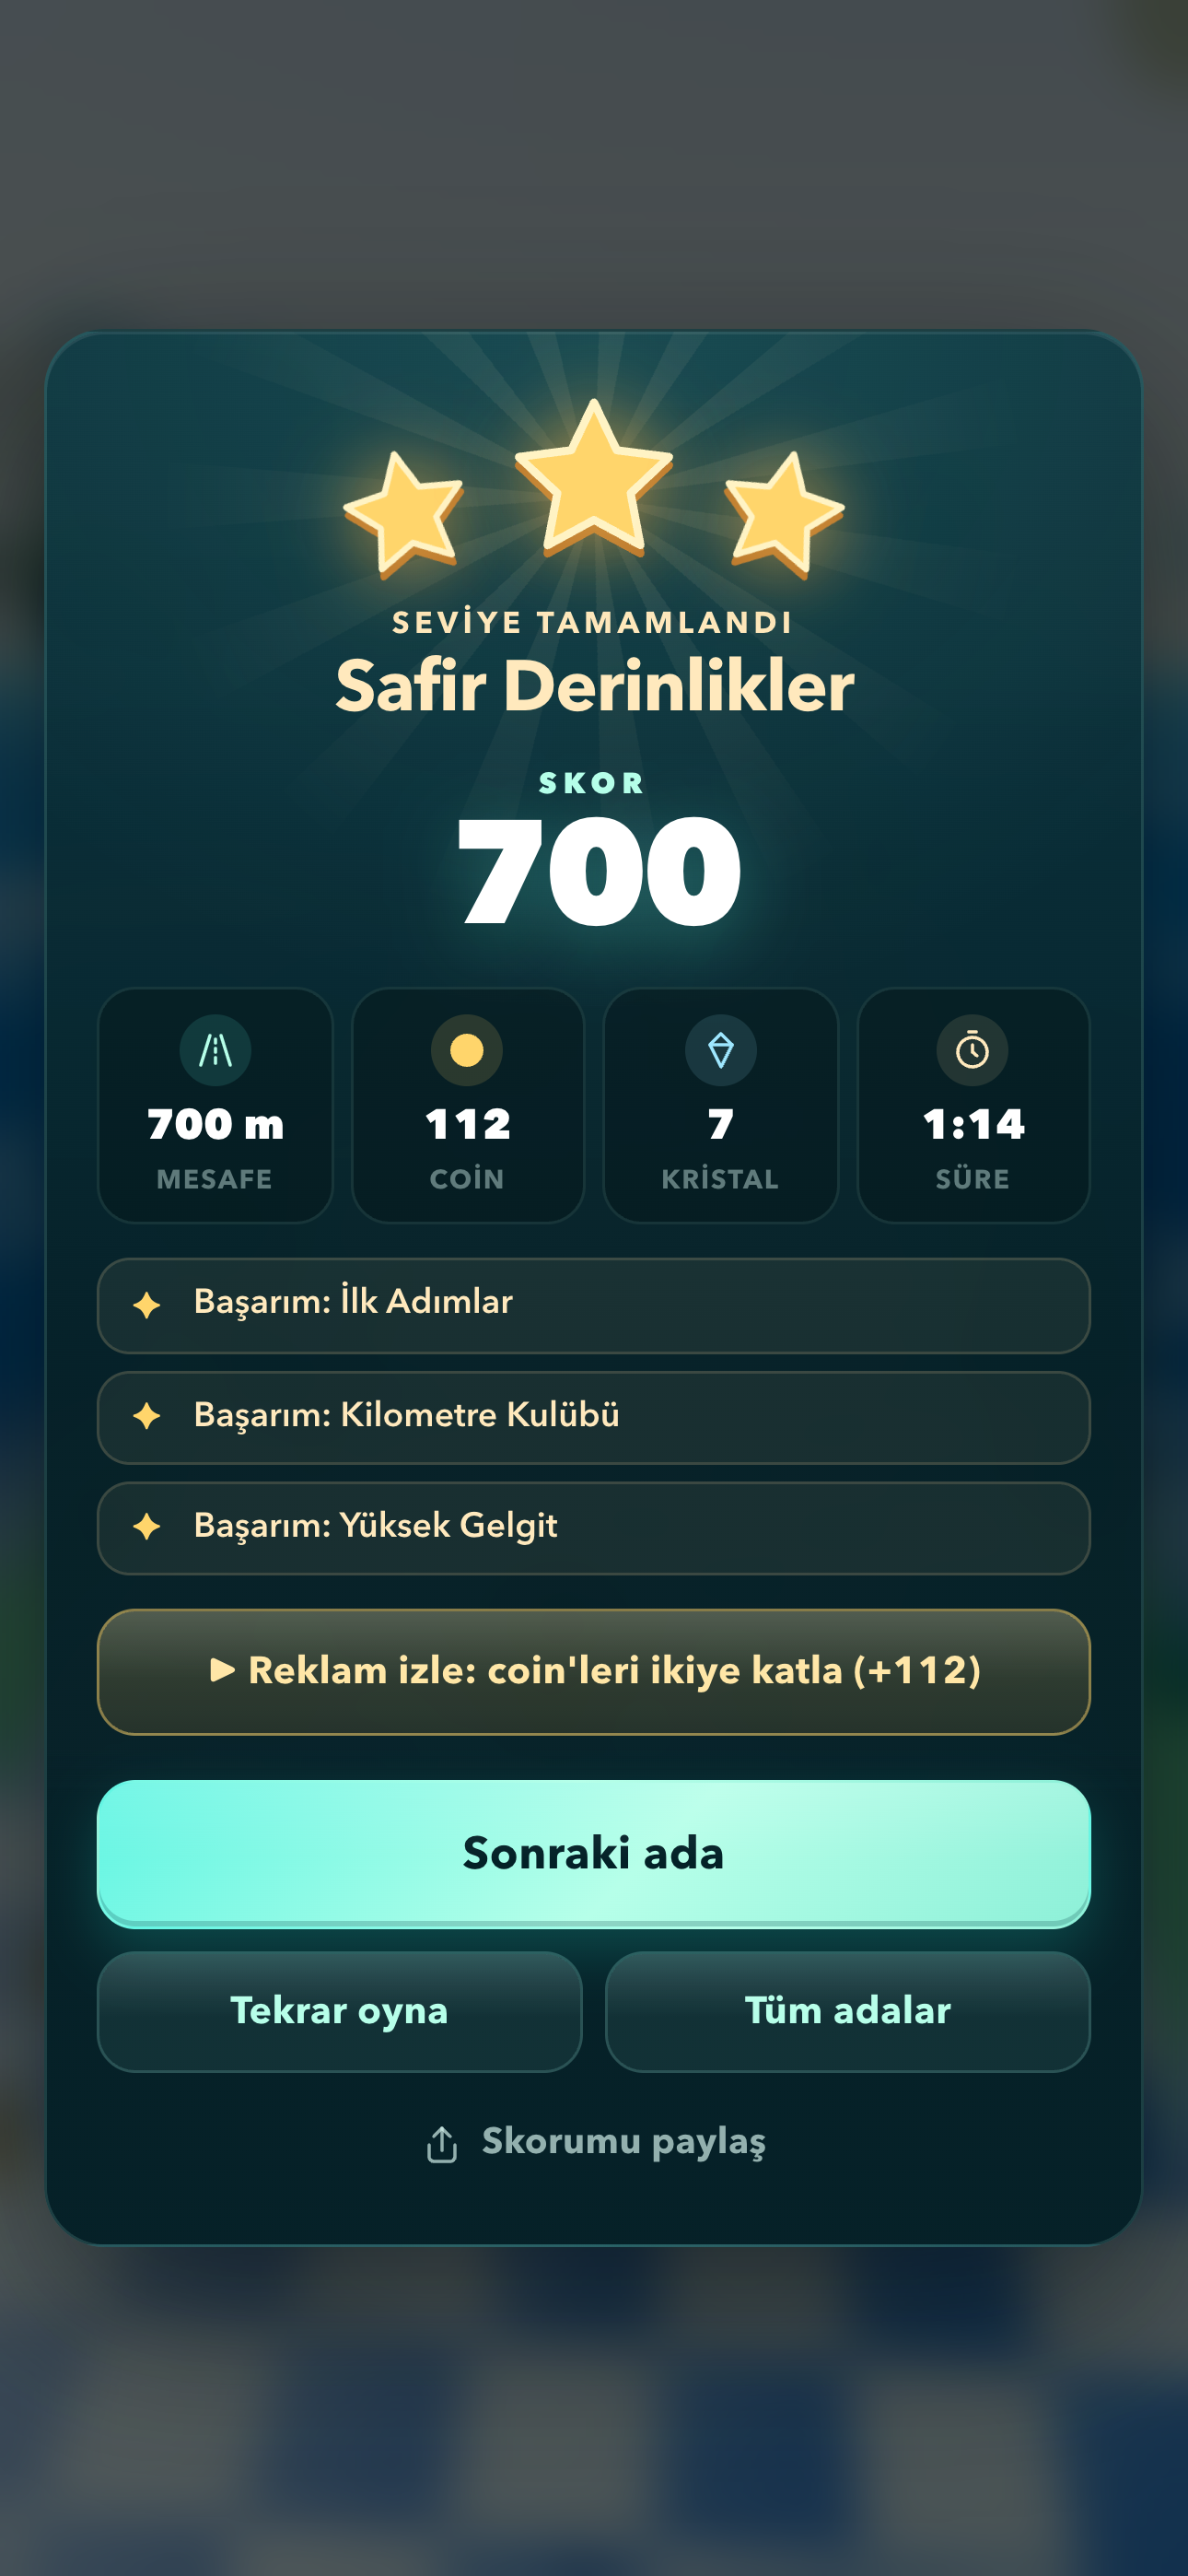 SEVİYE TAMAMLANDI
Safir Derinlikler
SKOR
700
700 m
MESAFE
112
COİN
7
KRİSTAL
1:14
SÜRE
Başarım: İlk Adımlar
Başarım: Kilometre Kulübü
Başarım: Yüksek Gelgit
Reklam izle: coin'leri ikiye katla (+112)
Sonraki ada
Tekrar oyna
Tüm adalar
Skorumu paylaş